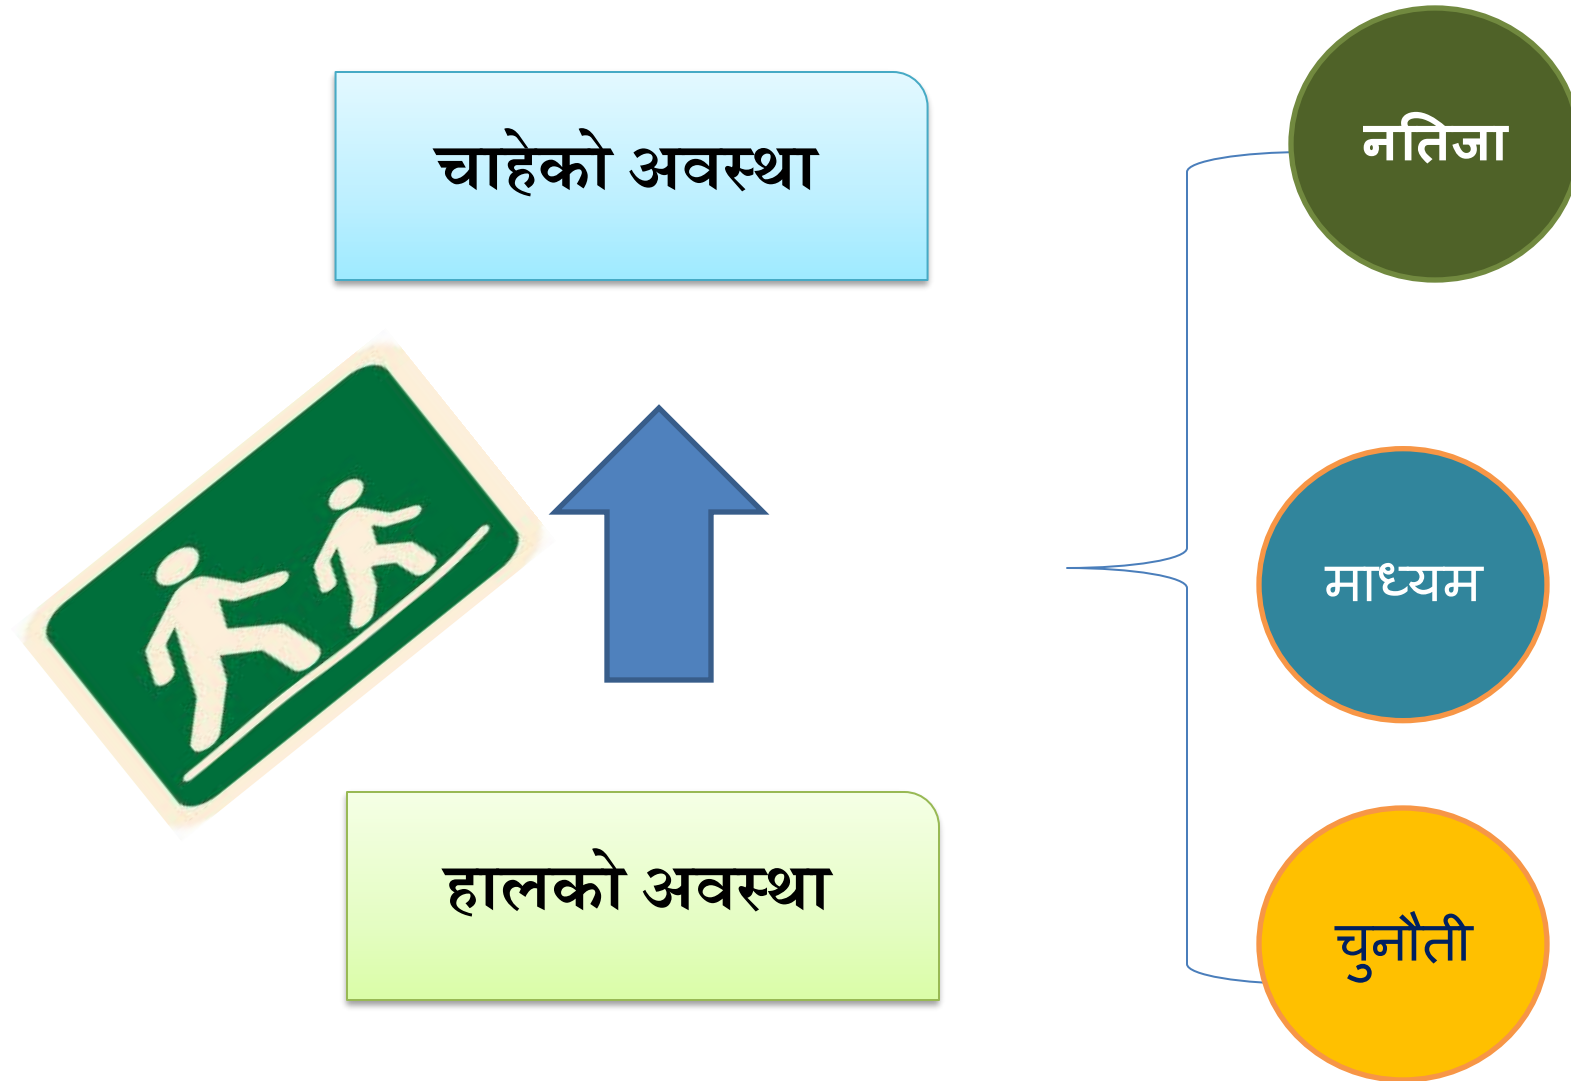 चाहेको अवस्था
हालको अवस्था
नतिजा
माध्यम
चुनौती